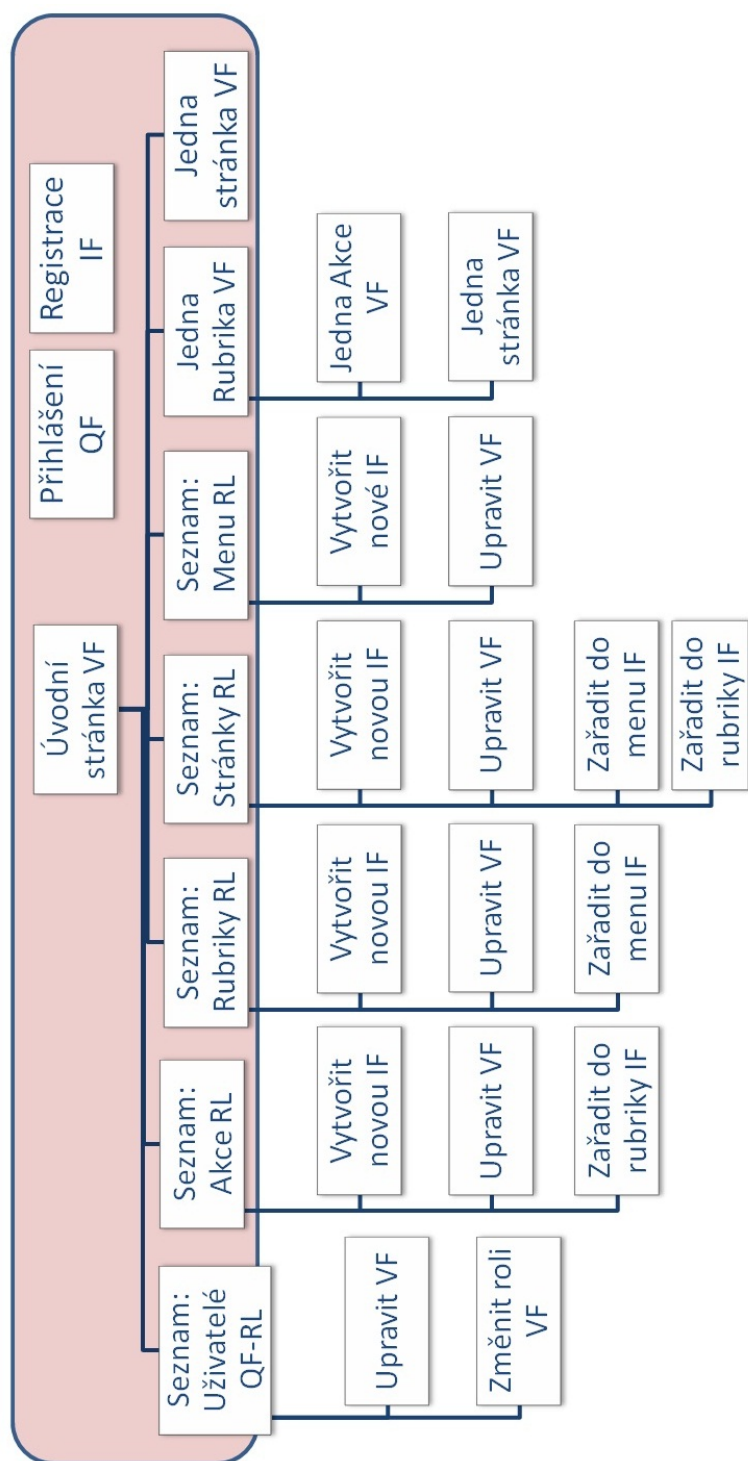 Úvodní
stránka VF
Přihlášení
QF
Registrace
IF
Seznam:
Uživatelé
QF-RL
Upravit VF
Změnit roli
VF
Seznam:
Akce RL
Vytvořit
novou IF
Upravit VF
Zařadit do
rubriky IF
Seznam:
Rubriky RL
Vytvořit
novou IF
Upravit VF
Zařadit do
menu IF
Seznam:
Stránky RL
Vytvořit
novou IF
Upravit VF
Zařadit do
menu IF
Zařadit do
rubriky IF
Seznam:
Menu RL
Vytvořit
nové IF
Upravit VF
Jedna
Rubrika VF
Jedna Akce
VF
Jedna
stránka VF
Jedna
stránka VF